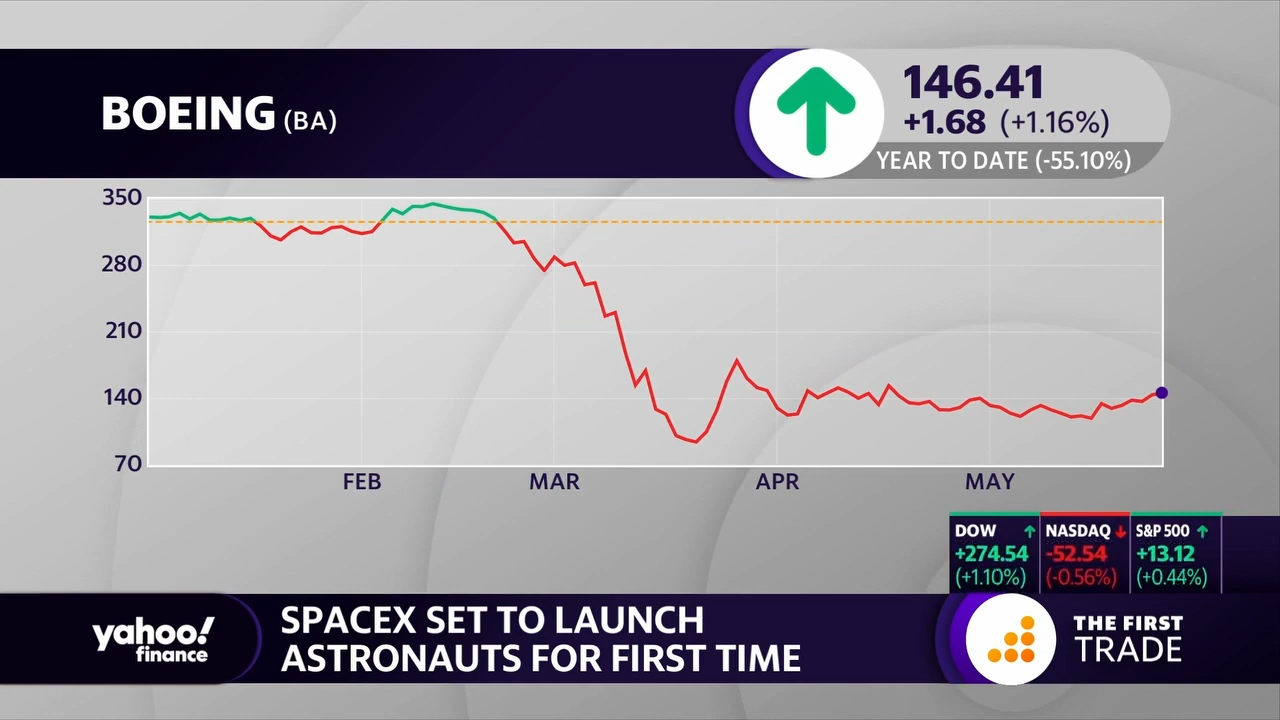 BOEING (BA)
146.41
+1.68 (+1.16%)
YEAR TO DATE (-55.10%)
350
280
210
140
70
FEB MAR APR MAY
DOW NASDAQ S&P 500
+274.54 -52.54 +13.12
(+1.10%) (-0.56%) (+0.44%)
yahoo!
finance
SPACEX SET TO LAUNCH
ASTRONAUTS FOR FIRST TIME
THE FIRST
TRADE